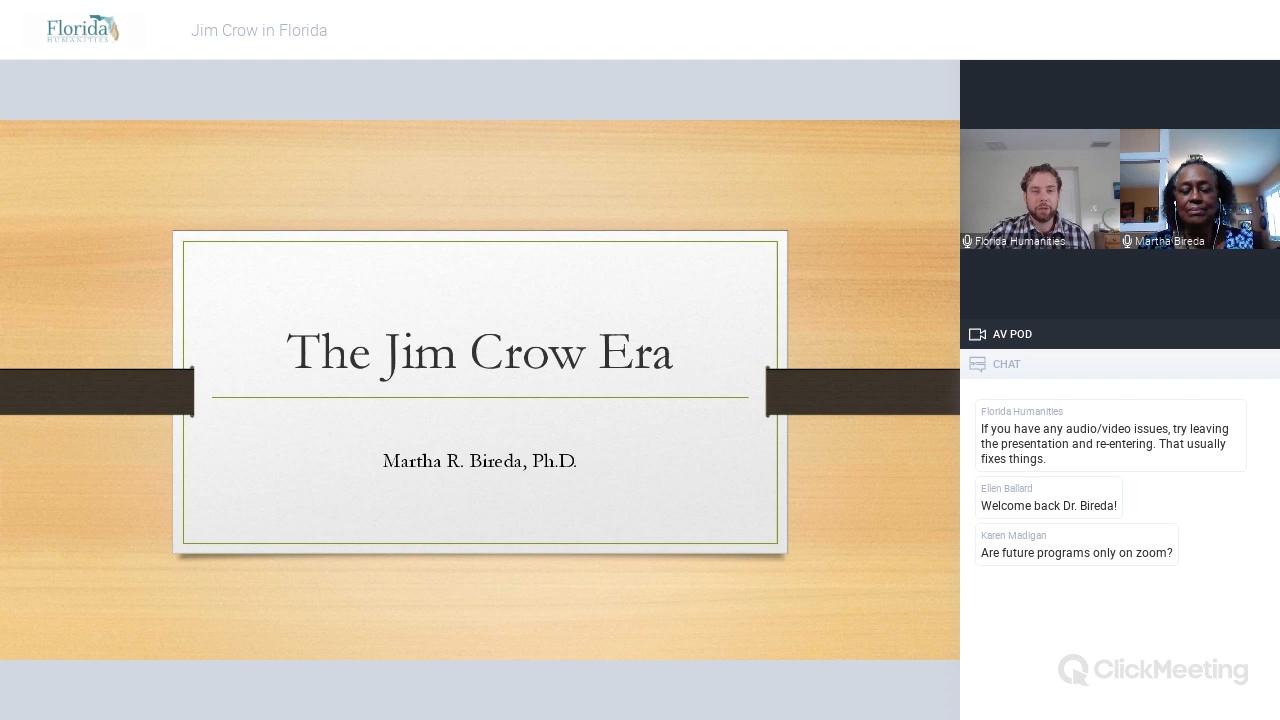 Florida
HUMANITIES
Jim Crow in Florida
The Jim Crow Era
Martha R. Bireda, Ph.D.
Florida Humanities
Martha Bireda
AV POD
CHAT
Florida Humanities
If you have any audio/video issues, try leaving
the presentation and re-entering. That usually
fixes things.
Ellen Ballard
Welcome back Dr. Bireda!
Karen Madigan
Are future programs only on zoom?
ClickMeeting